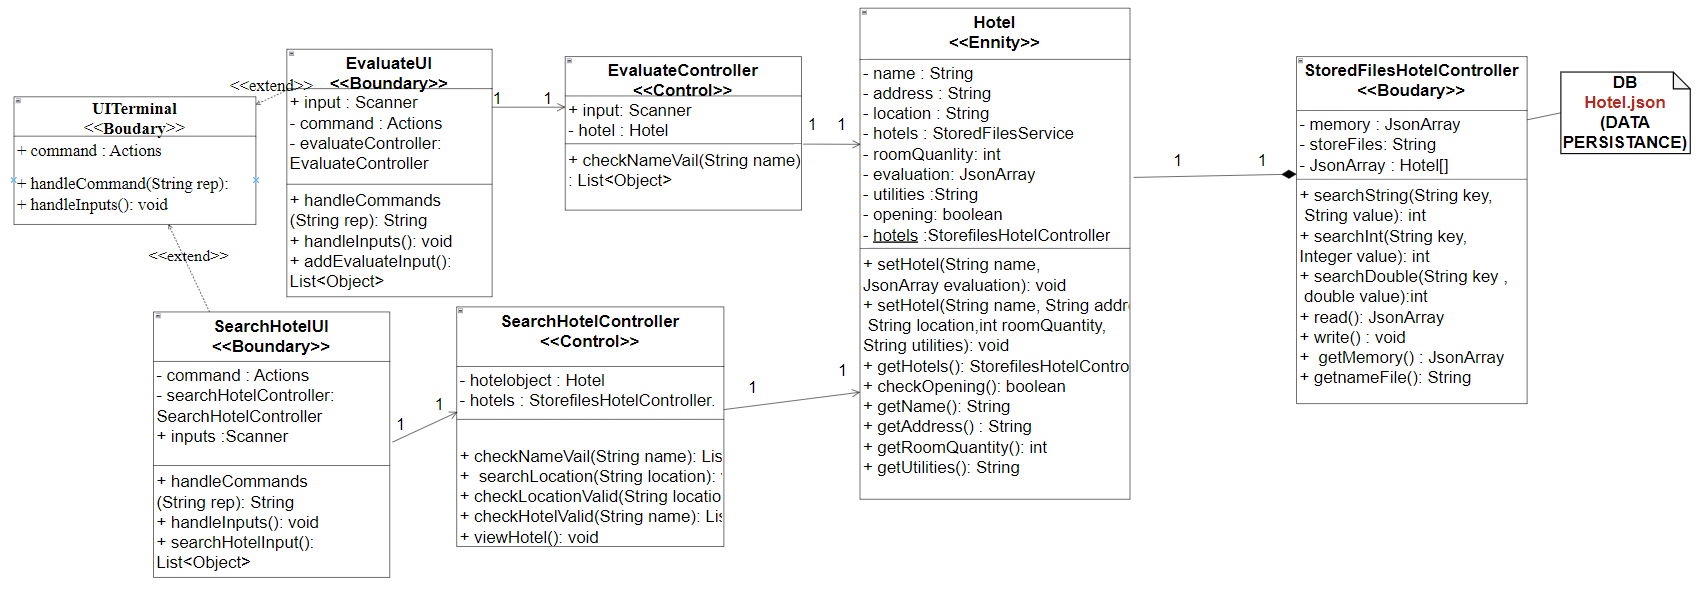 UITerminal
<<Boudary>>
+ command : Actions
+ handleCommand(String rep):
+ handleInputs(): void
<<extend>>
<<extend>>
EvaluateUI
<<Boundary>>
+ input : Scanner
- command : Actions
- evaluateController:
EvaluateController
+ handleCommands
(String rep): String
+ handleInputs(): void
+ addEvaluateInput():
List<Object>
1
1
EvaluateController
<<Control>>
+ input: Scanner
- hotel : Hotel
+ checkNameVail(String name)
: List<Object>
1
1
SearchHotelUI
<<Boundary>>
- command : Actions
- searchHotelController:
SearchHotelController
+ inputs :Scanner
+ handleCommands
(String rep): String
+ handleInputs(): void
+ searchHotelInput():
List<Object>
1
1
SearchHotelController
<<Control>>
- hotelobject : Hotel
- hotels : StorefilesHotelController.
+ checkNameVail(String name): Lis
+  searchLocation(String location):
+ checkLocationValid(String locatio
+ checkHotelValid(String name): Lis
+ viewHotel(): void
1
1
Hotel
<<Ennity>>
- name : String
- address : String
- location : String
- hotels : StoredFilesService
- roomQuanlity: int
- evaluation: JsonArray
- utilities :String
- opening: boolean
- hotels :StorefilesHotelController
+ setHotel(String name,
JsonArray evaluation): void
+ setHotel(String name, String addre
String location,int roomQuantity,
String utilities): void
+ getHotels(): StorefilesHotelContro
+ checkOpening(): boolean
+ getName(): String
+ getAddress() : String
+ getRoomQuantity(): int
+ getUtilities(): String
1
1
StoredFilesHotelController
<<Boudary>>
- memory : JsonArray
- storeFiles: String
- JsonArray : Hotel[]
+ searchString(String key,
String value): int
+ searchInt(String key,
Integer value): int
+ searchDouble(String key ,
double value):int
+ read(): JsonArray
+ write() : void
+  getMemory() : JsonArray
+ getnameFile(): String
DB
Hotel.json
(DATA
PERSISTANCE)